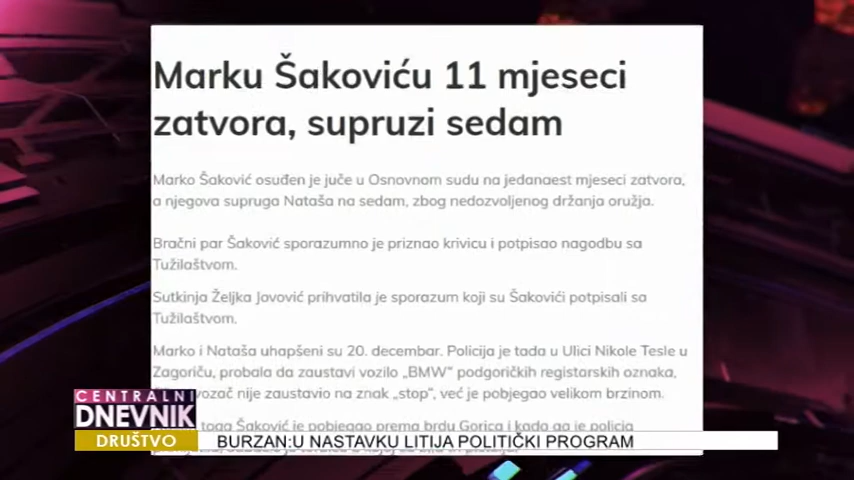 Marku Šakoviću 11 mjeseci
zatvora, supruzi sedam
Marko Šaković osuđen je juče u Osnovnom sudu na jedanaest mjeseci zatvora,
a njegova supruga Nataša na sedam, zbog nedozvoljenog držanja oružja.
Bračni par Šaković sporazumno je priznao krivicu i potpisao nagodbu sa
Tužilaštvom.
Sutkinja Željka Jovović prihvatila je sporazum koji su Šakovići potpisali sa
Tužilaštvom.
Marko i Nataša uhapšeni su 20. decembar. Policija je tada u Ulici Nikole Tesle u
Zagoriču, probala da zaustavi vozilo „BMW" podgoričkih registarskih oznaka,
vozač nije zaustavio na znak „stop", već je pobjegao velikom brzinom.
toga Šaković je pobjegao prema brdu Gorica i kada ga je policija
CENTRALNI
DNEVNIK
DRUŠTVO
BURZAN:U NASTAVKU LITIJA POLITIČKI PROGRAM